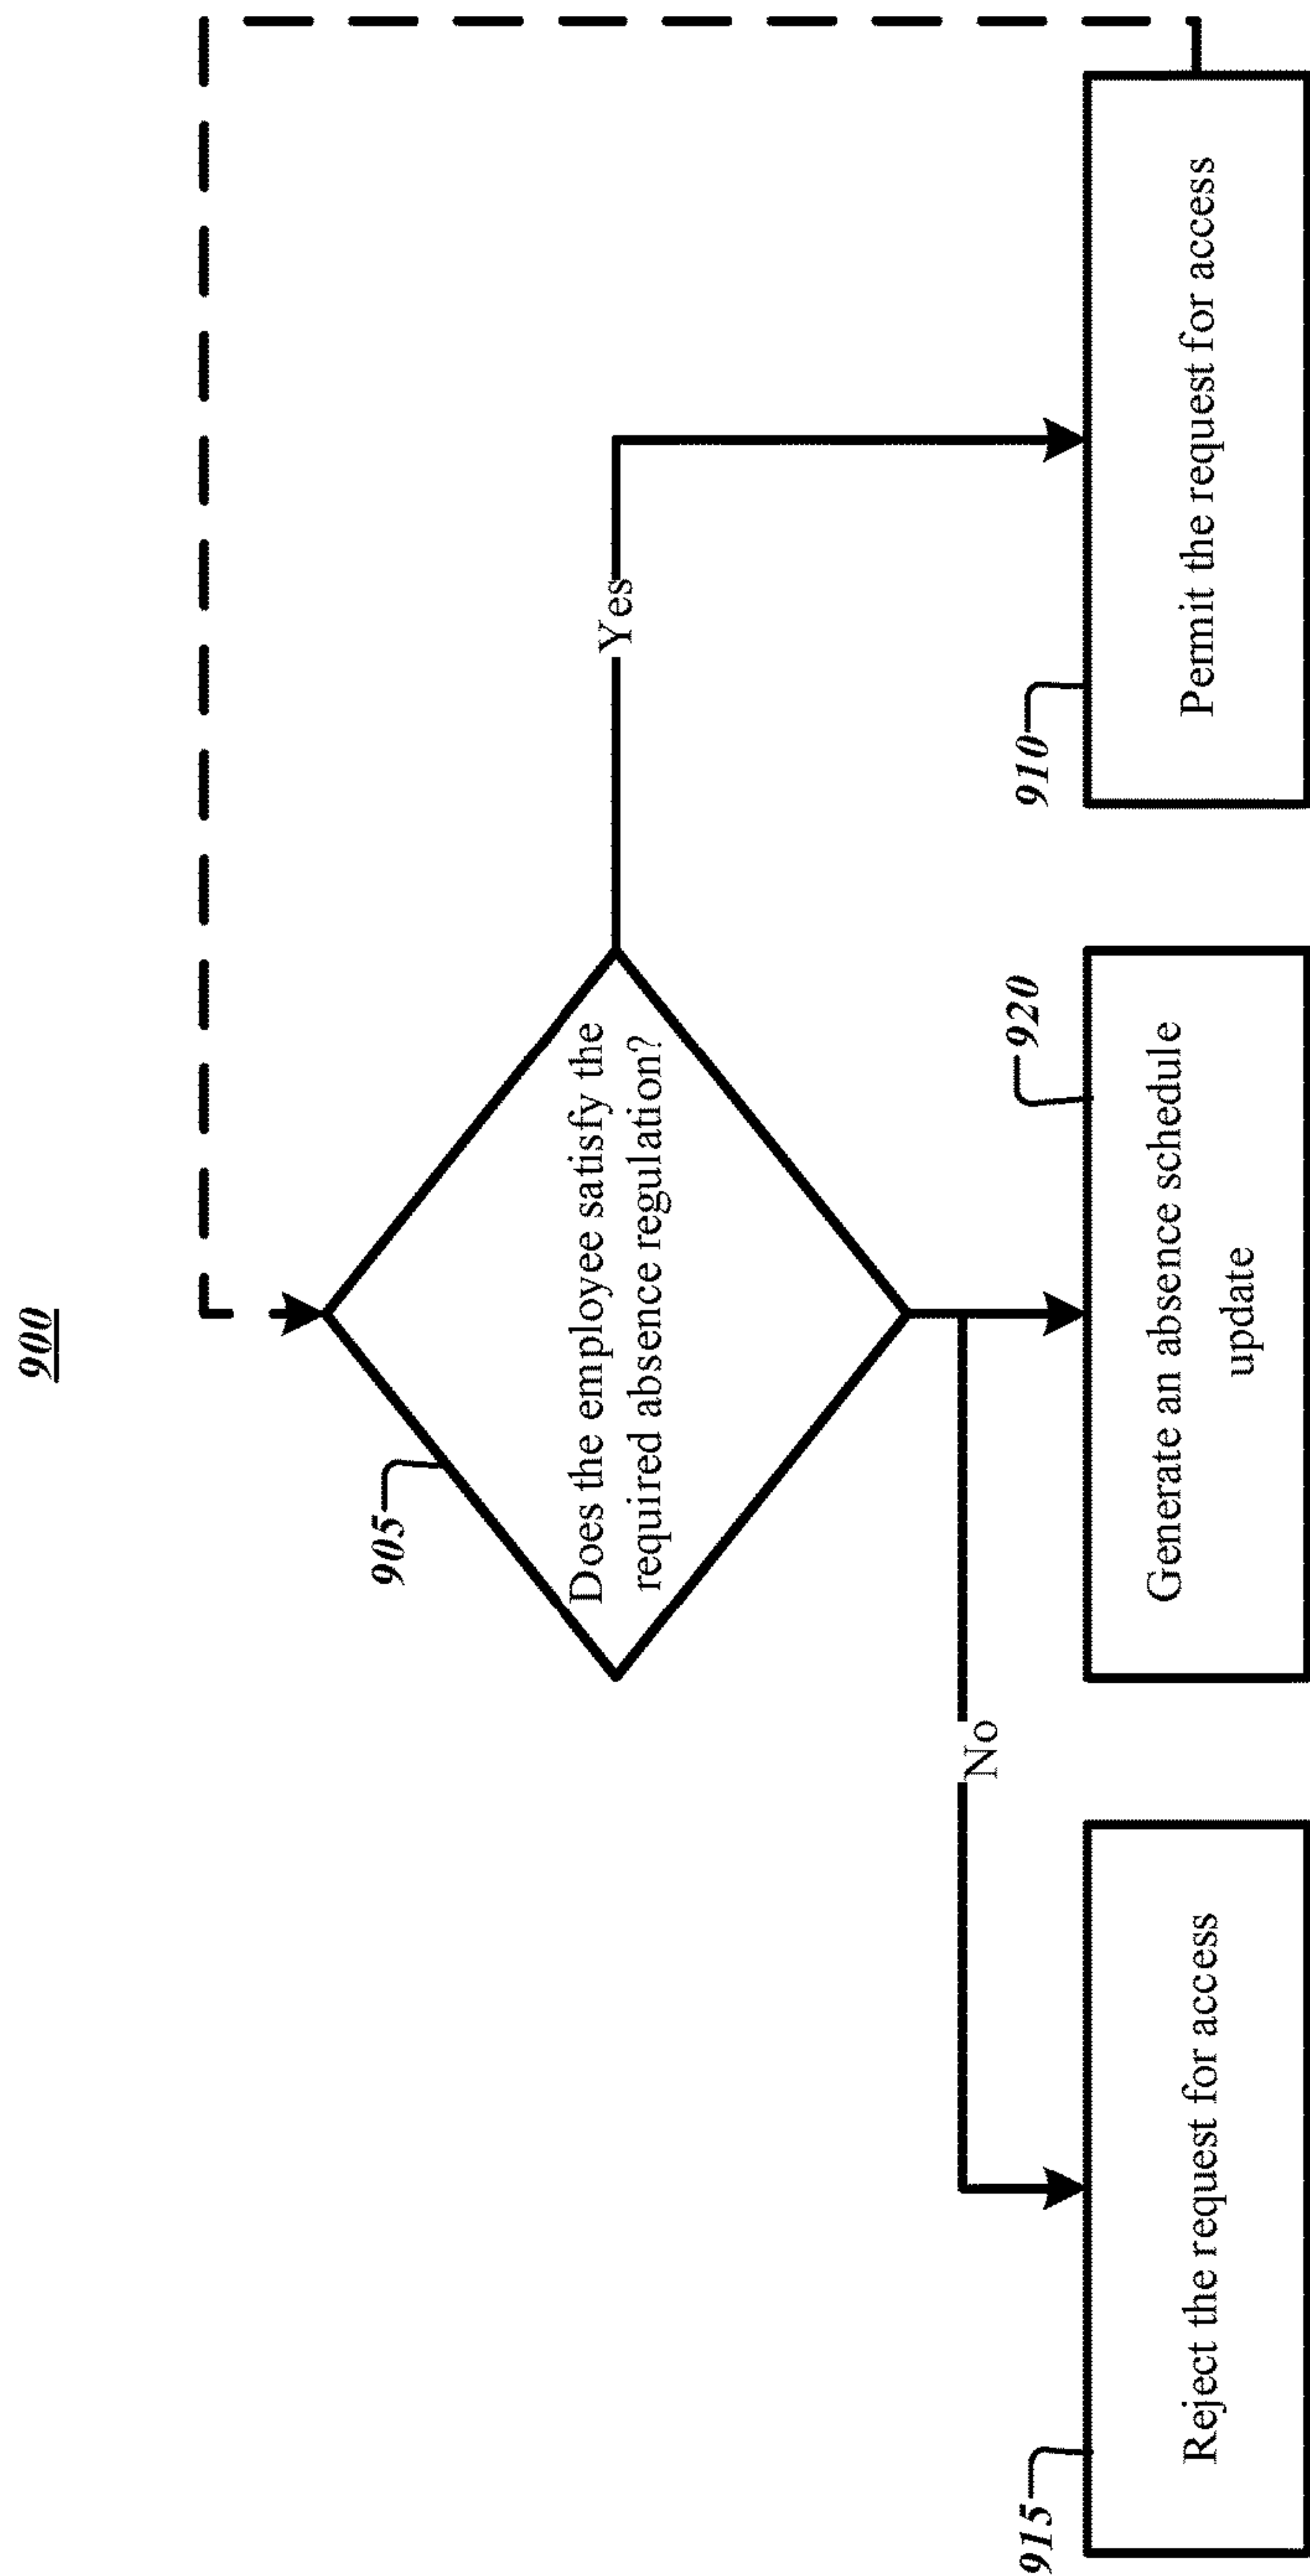 900
905
Does the employee satisfy the
required absence regulation?
Yes
No
915
Reject the request for access
920
Generate an absence schedule
update
910
Permit the request for access